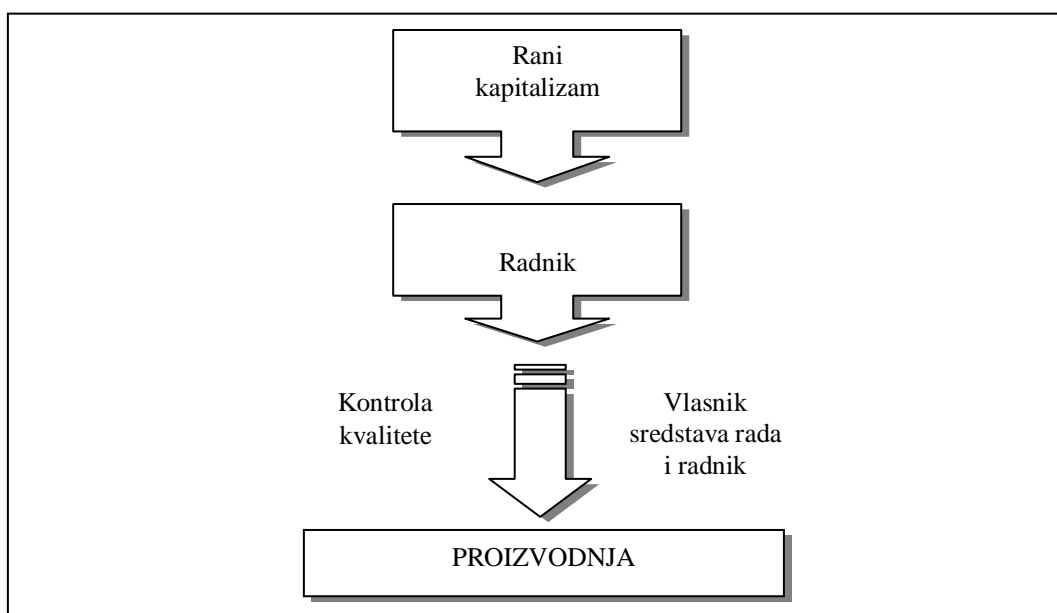 Rani
kapitalizam
Radnik
Kontrola
kvalitete
Vlasnik
sredstava rada
i radnik
PROIZVODNJA